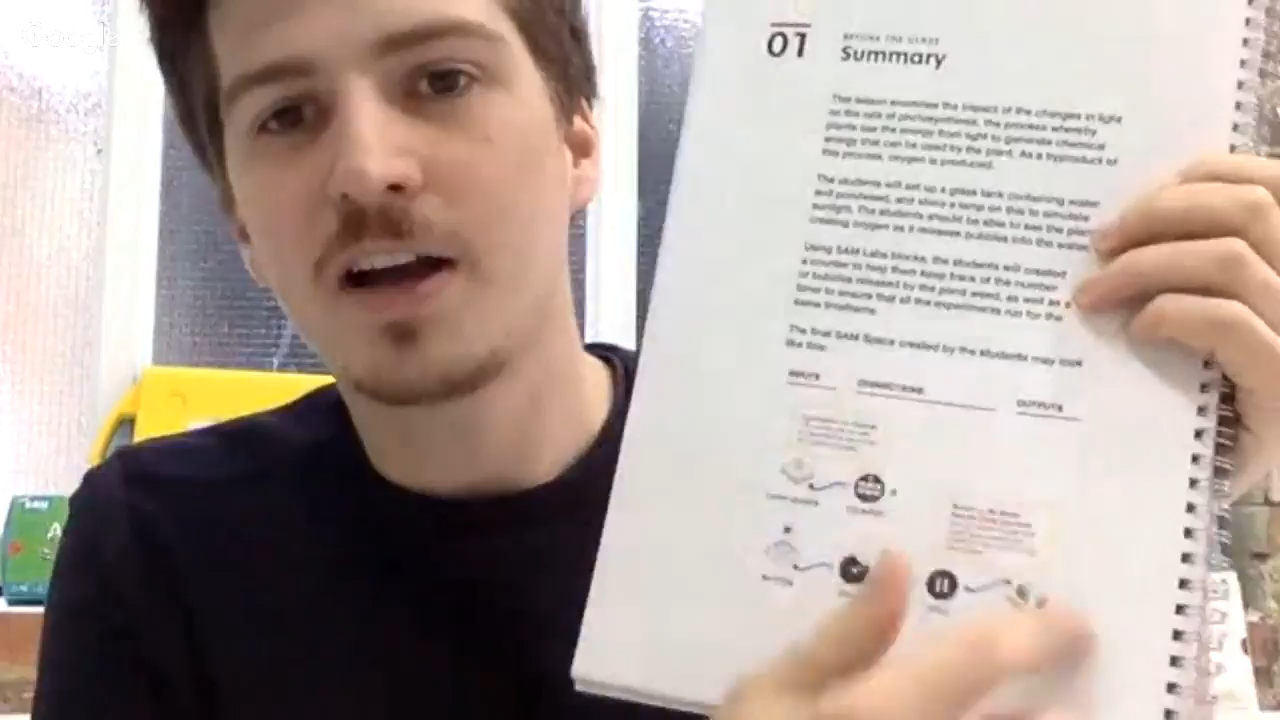 Google
01
BEYOND THE GLASS
Summary
This lesson examines the impact of the changes in light
on the rate of photosynthesis, the process whereby
plants use the energy from light to generate chemical
energy that can be used by the plant. As a byproduct of
this process, oxygen is produced.
The students will set up a glass tank containing water
and pondweed, and shine a lamp on this to simulate
sunlight. The students should be able to see the plant
creating oxygen as it releases bubbles into the water.
Using SAM Labs blocks, the students will created
a counter to help them keep track of the number
of bubbles released by the pond weed, as well as a
timer to ensure that all the experiments run for the
same timeframe.
The final SAM Space created by the students may look
like this:
INPUTS
CONNECTIONS
OUTPUTS
SAM
A